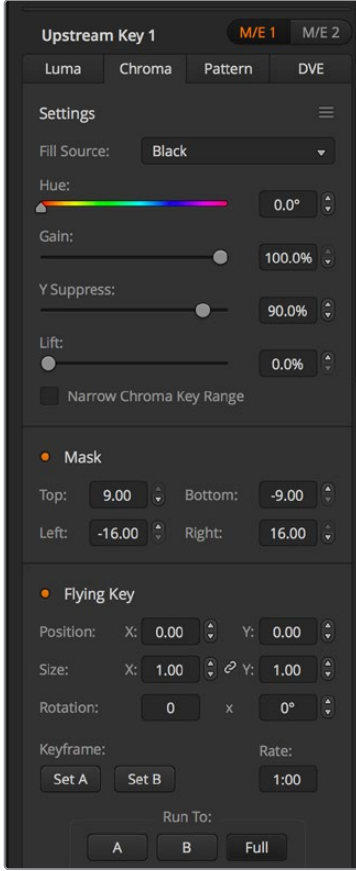 Upstream Key 1 M/E 1 M/E 2
Luma Chroma Pattern DVE
Settings
Fill Source: Black
Hue:
0.0°
Gain:
100.0%
Y Suppress:
90.0%
Lift:
0.0%
Narrow Chroma Key Range
Mask
Top: 9.00 Bottom: -9.00
Left: -16.00 Right: 16.00
Flying Key
Position: X: 0.00 Y: 0.00
Size: X: 1.00 Y: 1.00
Rotation: 0 x 0°
Keyframe: Rate:
Set A Set B 1:00
Run To:
A B Full